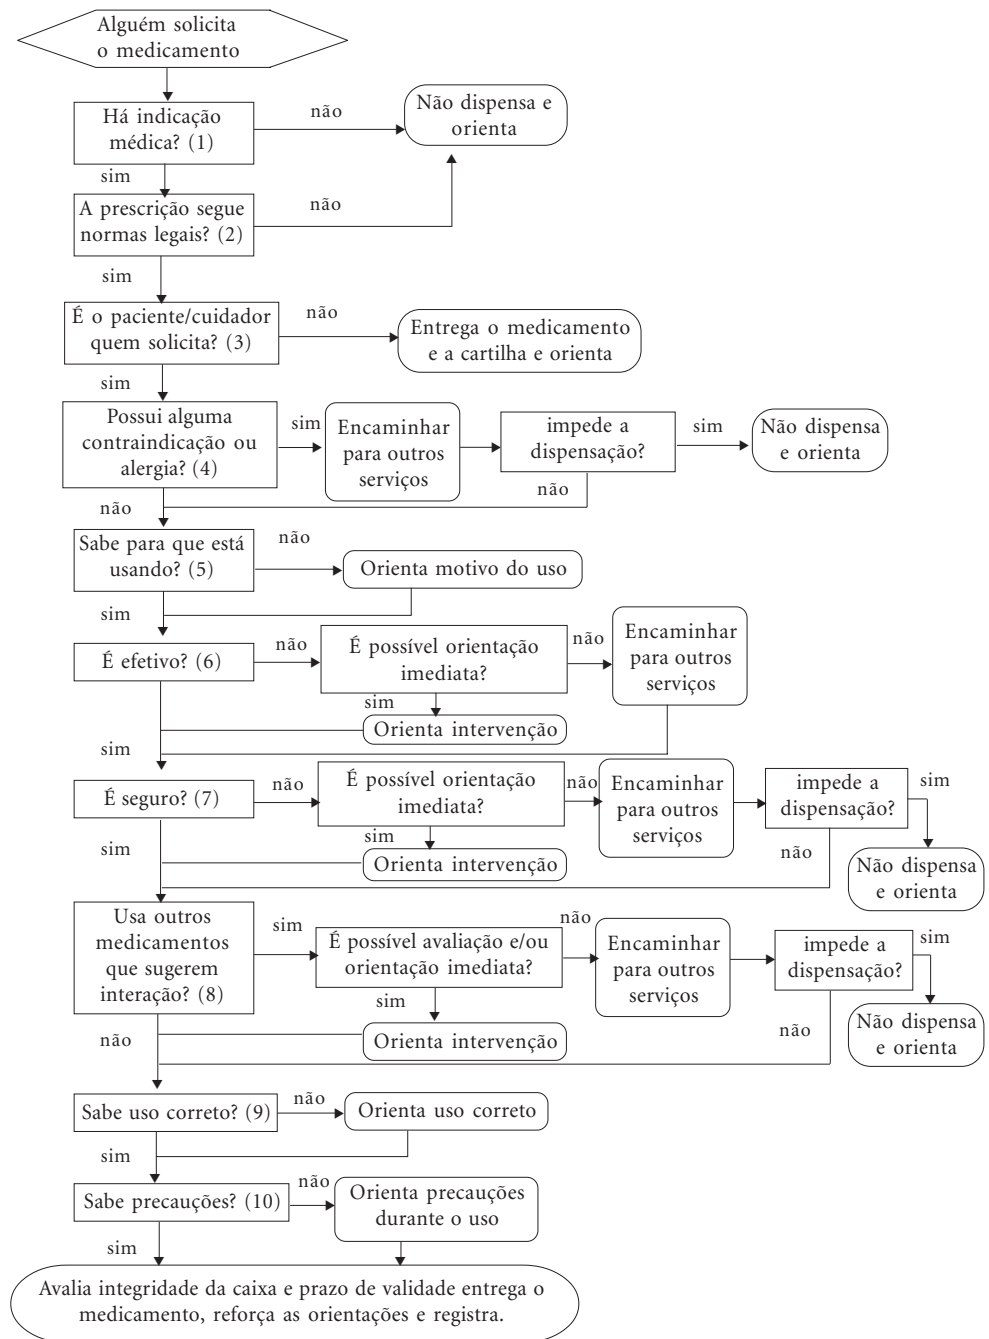 Alguém solicita
o medicamento
Há indicação
médica? (1)
não
Não dispensa e
orienta
sim
A prescrição segue
normas legais? (2)
não
sim
É o paciente/cuidador
quem solicita? (3)
não
Entrega o medicamento
e a cartilha e orienta
sim
Possui alguma
contraindicação ou
alergia? (4)
sim
Encaminhar
para outros
serviços
impede a
dispensação?
sim
Não dispensa
e orienta
não
não
Sabe para que está
usando? (5)
não
Orienta motivo do uso
sim
É efetivo? (6)
não
É possível orientação
imediata?
não
Encaminhar
para outros
serviços
sim
Orienta intervenção
sim
É seguro? (7)
não
É possível orientação
imediata?
não
Encaminhar
para outros
serviços
impede a
dispensação?
sim
Não dispensa
e orienta
sim
Orienta intervenção
não
sim
Usa outros
medicamentos
que sugerem
interação? (8)
sim
É possível avaliação e/ou
orientação imediata?
não
Encaminhar
para outros
serviços
impede a
dispensação?
sim
Não dispensa
e orienta
sim
Orienta intervenção
não
não
Sabe uso correto? (9)
não
Orienta uso correto
sim
Sabe precauções? (10)
não
Orienta precauções
durante o uso
sim
Avalia integridade da caixa e prazo de validade entrega o
medicamento, reforça as orientações e registra.